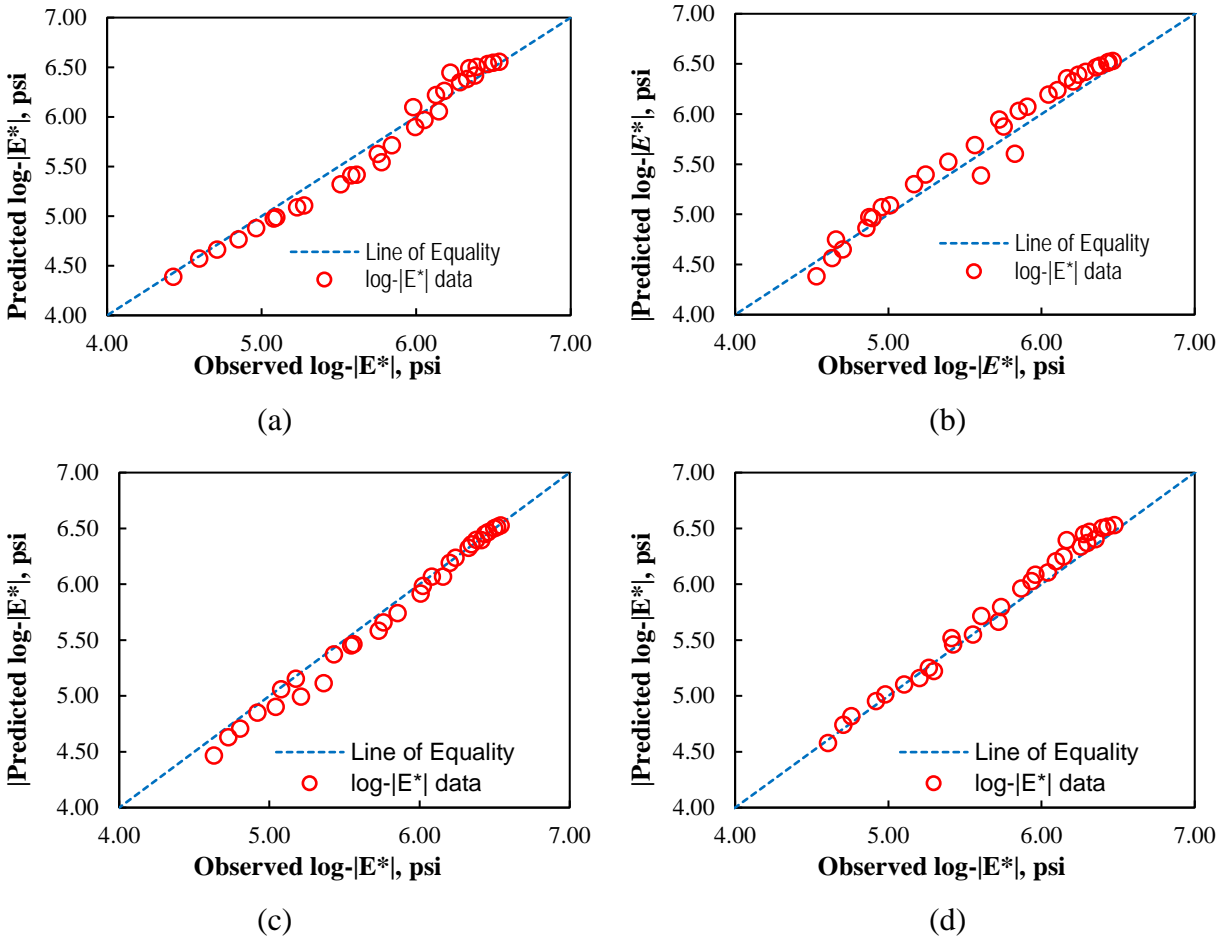 7.00
6.50
6.00
5.50
5.00
4.50
4.00
Predicted log-|E*|, psi
Line of Equality
log-|E*| data
4.00 5.00 6.00 7.00
Observed log-|E*|, psi
(a)
7.00
6.50
6.00
5.50
5.00
4.50
4.00
|Predicted log-|E*|, psi
Line of Equality
log-|E*| data
4.00 5.00 6.00 7.00
Observed log-|E*|, psi
(b)
7.00
6.50
6.00
5.50
5.00
4.50
4.00
|Predicted log-|E*|, psi
Line of Equality
log-|E*| data
4.00 5.00 6.00 7.00
Observed log-|E*|, psi
(c)
7.00
6.50
6.00
5.50
5.00
4.50
4.00
|Predicted log-|E*|, psi
Line of Equality
log-|E*| data
4.00 5.00 6.00 7.00
Observed log-|E*|, psi
(d)